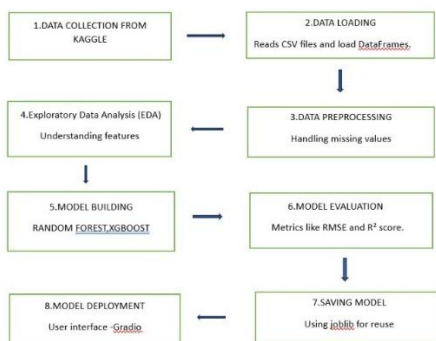 1.DATA COLLECTION FROM
KAGGLE
2.DATA LOADING
Reads CSV files and load DataFrames.
3.DATA PREPROCESSING
Handling missing values
4.Exploratory Data Analysis (EDA)
Understanding features
5.MODEL BUILDING
RANDOM FOREST,XGBOOST
6.MODEL EVALUATION
Metrics like RMSE and R² score.
7.SAVING MODEL
Using joblib for reuse
8.MODEL DEPLOYMENT
User interface -Gradio